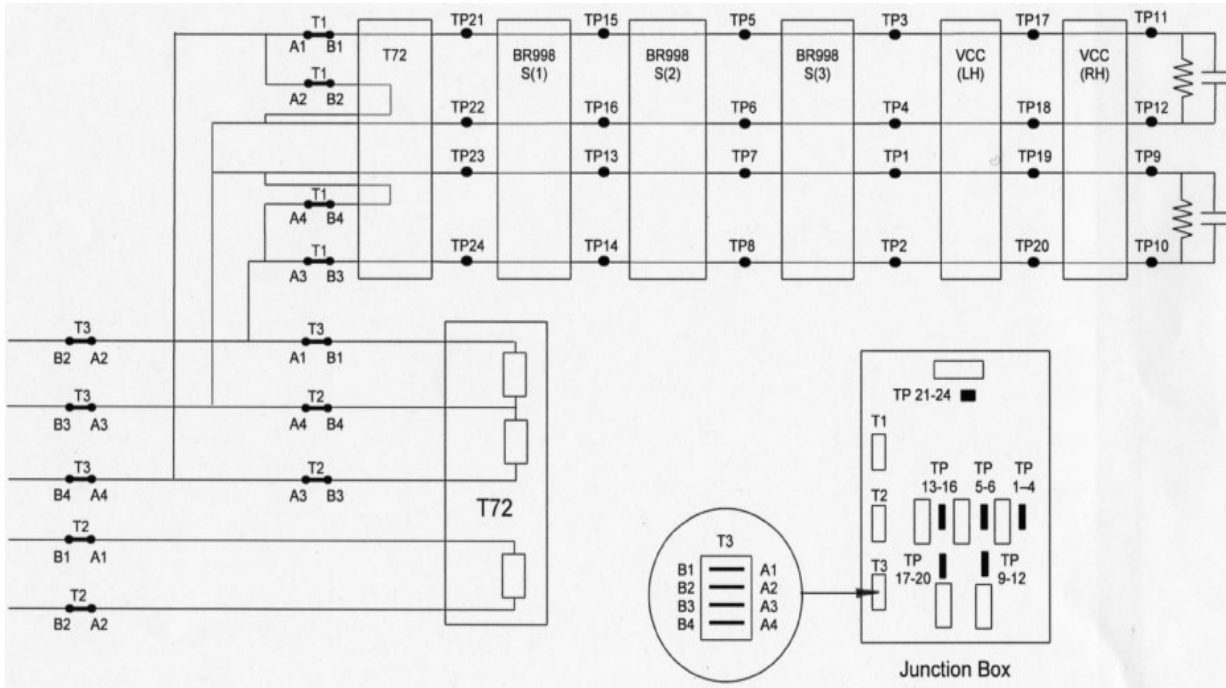 T1 TP21 TP15 TP5 TP3 TP17 TP11
A1 B1 T72 BR998 S(1) BR998 S(2) BR998 S(3) VCC (LH) VCC (RH)
T1
A2 B2
TP22 TP16 TP6 TP4 TP18 TP12
TP23 TP13 TP7 TP1 TP19 TP9
T1
A4 B4
T1 TP24 TP14 TP8 TP2 TP20 TP10
A3 B3
T3 T3
B2 A2 A1 B1
T3 T2
B3 A3 A4 B4
T3 T2
B4 A4 A3 B3
T72
T2
B1 A1
T2
B2 A2
T3
B1 A1
B2 A2
B3 A3
B4 A4
TP 21-24
T1
TP 13-16
TP 5-6
TP 1–4
T2
T3
TP 17-20
TP 9-12
Junction Box